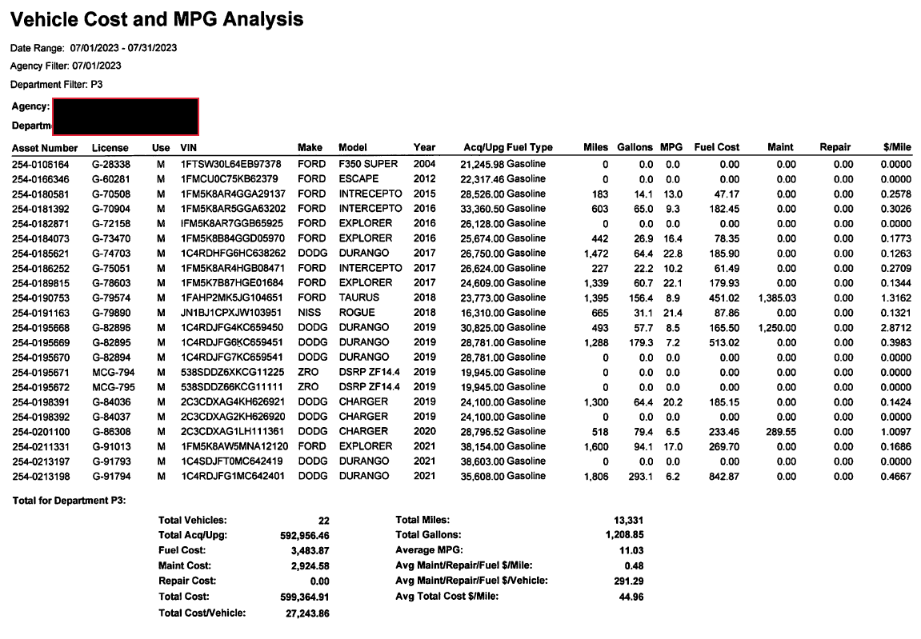 Vehicle Cost and MPG Analysis
Date Range: 07/01/2023 - 07/31/2023
Agency Filter: 07/01/2023
Department Filter: P3
Agency:
Departm
Asset Number License Use VIN Make Model Year Acq/Upg Fuel Type Miles Gallons MPG Fuel Cost Maint Repair $/Mile
254-0106164 G-28338 M 1FTSW30L64EB97378 FORD F350 SUPER 2004 21,245.98 Gasoline 0 0.0 0.0 0.00 0.00 0.00 0.0000
254-0166346 G-60281 M 1FMCU0C75KB62379 FORD ESCAPE 2012 22,317.46 Gasoline 0 0.0 0.0 0.00 0.00 0.00 0.0000
254-0180581 G-70508 M 1FM5K8AR4GGA29137 FORD INTRECEPTO 2015 28,526.00 Gasoline 183 14.1 13.0 47.17 0.00 0.00 0.2578
254-0181392 G-70904 M 1FM5K8AR5GGA63202 FORD INTERCEPTO 2016 33,360.50 Gasoline 603 65.0 9.3 182.45 0.00 0.00 0.3026
254-0182871 G-72158 M IFM5K8AR7GGB65925 FORD EXPLORER 2016 26,128.00 Gasoline 0 0.0 0.0 0.00 0.00 0.00 0.0000
254-0184073 G-73470 M 1FM5K8B84GGD05970 FORD EXPLORER 2016 25,674.00 Gasoline 442 26.9 16.4 78.35 0.00 0.00 0.1773
254-0185621 G-74703 M 1C4RDHFG6HC638262 DODG DURANGO 2017 26,750.00 Gasoline 1,472 64.4 22.8 185.90 0.00 0.00 0.1263
254-0186252 G-75051 M 1FM5K8AR4HGB08471 FORD INTERCEPTO 2017 26,624.00 Gasoline 227 22.2 10.2 61.49 0.00 0.00 0.2709
254-0189815 G-78603 M 1FM5K7B87HGE01684 FORD EXPLORER 2017 24,609.00 Gasoline 1,339 60.7 22.1 179.93 0.00 0.00 0.1344
254-0190753 G-79574 M 1FAHP2MK5JG104651 FORD TAURUS 2018 23,773.00 Gasoline 1,395 156.4 8.9 451.02 1,385.03 0.00 1.3162
254-0191163 G-79890 M JN1BJ1CPXJW103951 NISS ROGUE 2018 16,310.00 Gasoline 665 31.1 21.4 87.86 0.00 0.00 0.1321
254-0195668 G-82896 M 1C4RDJFG4KC659450 DODG DURANGO 2019 30,825.00 Gasoline 493 57.7 8.5 165.50 1,250.00 0.00 2.8712
254-0195669 G-82895 M 1C4RDJFG6KC659451 DODG DURANGO 2019 28,781.00 Gasoline 1,288 179.3 7.2 513.02 0.00 0.00 0.3983
254-0195670 G-82894 M 1C4RDJFG7KC659541 DODG DURANGO 2019 28,781.00 Gasoline 0 0.0 0.0 0.00 0.00 0.00 0.0000
254-0195671 MCG-794 M 538SDDZ6XKCG11225 ZRO DSRP ZF14.4 2019 19,945.00 Gasoline 0 0.0 0.0 0.00 0.00 0.00 0.0000
254-0195672 MCG-795 M 538SDDZ66KCG11111 ZRO DSRP ZF14.4 2019 19,945.00 Gasoline 0 0.0 0.0 0.00 0.00 0.00 0.0000
254-0198391 G-84036 M 2C3CDXAG4KH626921 DODG CHARGER 2019 24,100.00 Gasoline 1,300 64.4 20.2 185.15 0.00 0.00 0.1424
254-0198392 G-84037 M 2C3CDXAG2KH626920 DODG CHARGER 2019 24,100.00 Gasoline 0 0.0 0.0 0.00 0.00 0.00 0.0000
254-0201100 G-86308 M 2C3CDXAG1LH111361 DODG CHARGER 2020 28,796.52 Gasoline 518 79.4 6.5 233.46 289.55 0.00 1.0097
254-0211331 G-91013 M 1FM5K8AW5MNA12120 FORD EXPLORER 2021 38,154.00 Gasoline 1,600 94.1 17.0 269.70 0.00 0.00 0.1686
254-0213197 G-91793 M 1C4SDJFT0MC642419 DODG DURANGO 2021 38,603.00 Gasoline 0 0.0 0.0 0.00 0.00 0.00 0.0000
254-0213198 G-91794 M 1C4RDJFG1MC642401 DODG DURANGO 2021 35,608.00 Gasoline 1,806 293.1 6.2 842.87 0.00 0.00 0.4667
Total for Department P3:
Total Vehicles: 22 Total Miles: 13,331
Total Acq/Upg: 592,956.46 Total Gallons: 1,208.85
Fuel Cost: 3,483.87 Average MPG: 11.03
Maint Cost: 2,924.58 Avg Maint/Repair/Fuel $/Mile: 0.48
Repair Cost: 0.00 Avg Maint/Repair/Fuel $/Vehicle: 291.29
Total Cost: 599,364.91 Avg Total Cost $/Mile: 44.96
Total Cost/Vehicle: 27,243.86